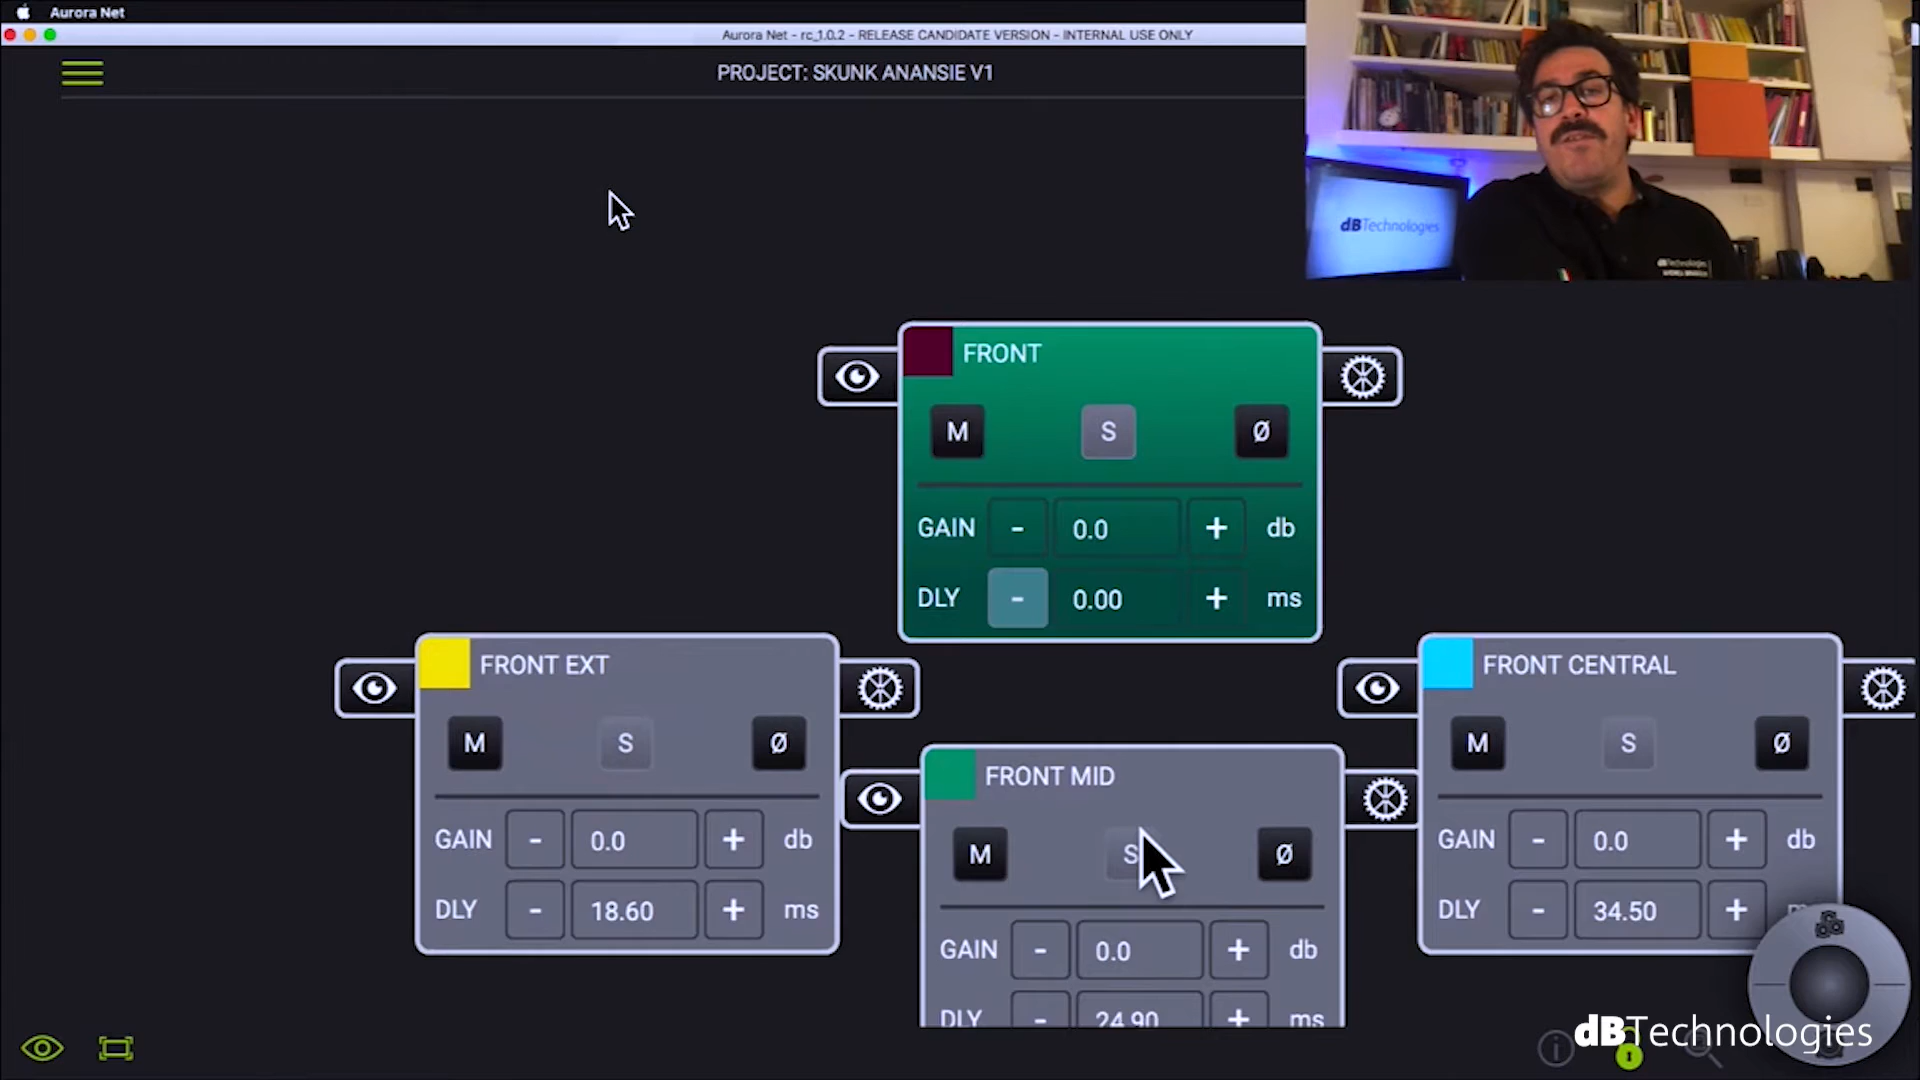 Aurora Net
Aurora Net - rc_1.0.2 - RELEASE CANDIDATE VERSION - INTERNAL USE ONLY
PROJECT: SKUNK ANANSIE V1
dBTechnologies
dBTechnologies
FRONT
M S Ø
GAIN - 0.0 + db
DLY - 0.00 + ms
FRONT EXT
M S Ø
GAIN - 0.0 + db
DLY - 18.60 + ms
FRONT MID
M S Ø
GAIN - 0.0 + db
DLY - 24.90 + ms
FRONT CENTRAL
M S Ø
GAIN - 0.0 + db
DLY - 34.50 +
dBTechnologies